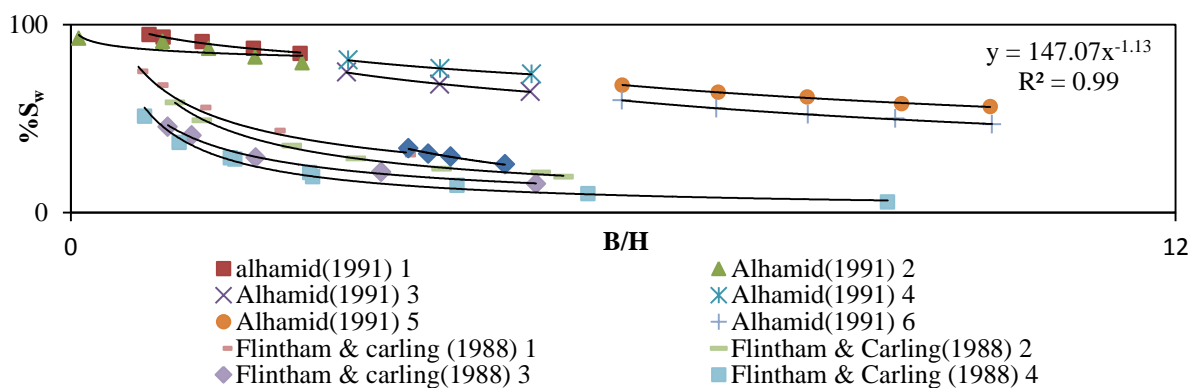 100
y = 147.07x^-1.13
R² = 0.99
%S_w
0
0
B/H
12
alhamid(1991) 1
Alhamid(1991) 2
Alhamid(1991) 3
Alhamid(1991) 4
Alhamid(1991) 5
Alhamid(1991) 6
Flintham & carling (1988) 1
Flintham & Carling(1988) 2
Flintham & carling(1988) 3
Flintham & Carling(1988) 4